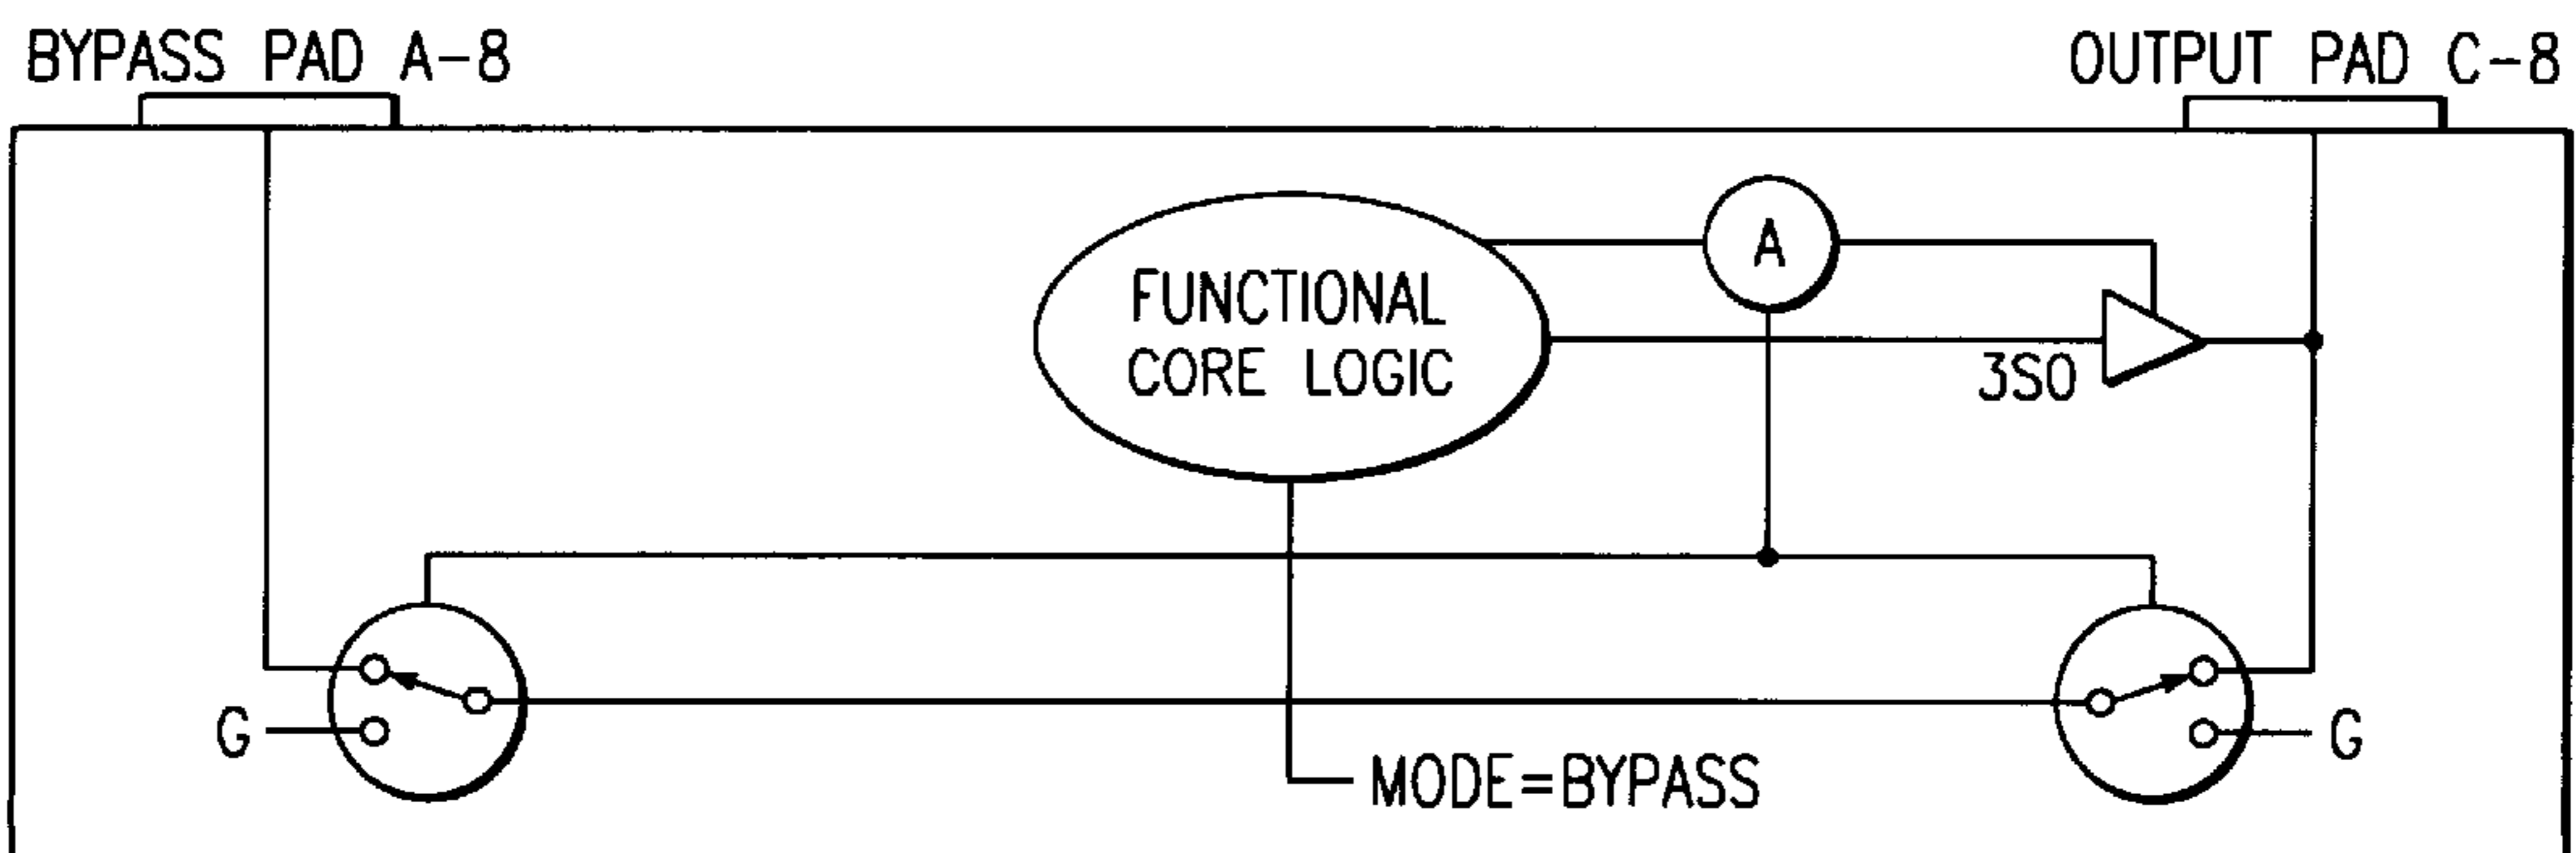 BYPASS PAD A-8
OUTPUT PAD C-8
A
FUNCTIONAL
CORE LOGIC
3SO
G
G
MODE=BYPASS